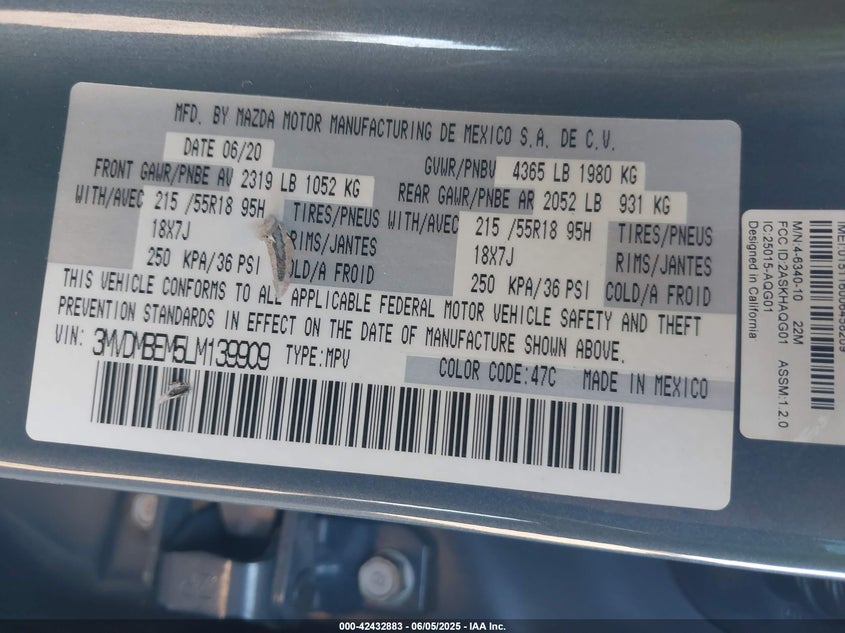 MFD. BY MAZDA MOTOR MANUFACTURING DE MEXICO S.A. DE C.V.
DATE 06/20
GVWR/PNBV 4365 LB 1980 KG
FRONT GAWR/PNBE AV 2319 LB 1052 KG
REAR GAWR/PNBE AR 2052 LB 931 KG
WITH/AVEC 215 /55R18 95H TIRES/PNEUS
18X7J RIMS/JANTES
250 KPA/36 PSI COLD/A FROID
WITH/AVEC 215 /55R18 95H TIRES/PNEUS
18X7J RIMS/JANTES
250 KPA/36 PSI COLD/A FROID
THIS VEHICLE CONFORMS TO ALL APPLICABLE FEDERAL MOTOR VEHICLE SAFETY AND THEFT
PREVENTION STANDARDS IN EFFECT ON THE DATE OF MANUFACTURE SHOWN ABOVE.
VIN: 3MVDMBEM5LM139909 TYPE:MPV
COLOR CODE:47C MADE IN MEXICO
M/N:4-6340-10 22M
FCC ID:2ASKHAQG01 ASSM:1.2.0
IC:25015-AQG01
Designed in California
000-42432883 - 06/05/2025 - IAA Inc.